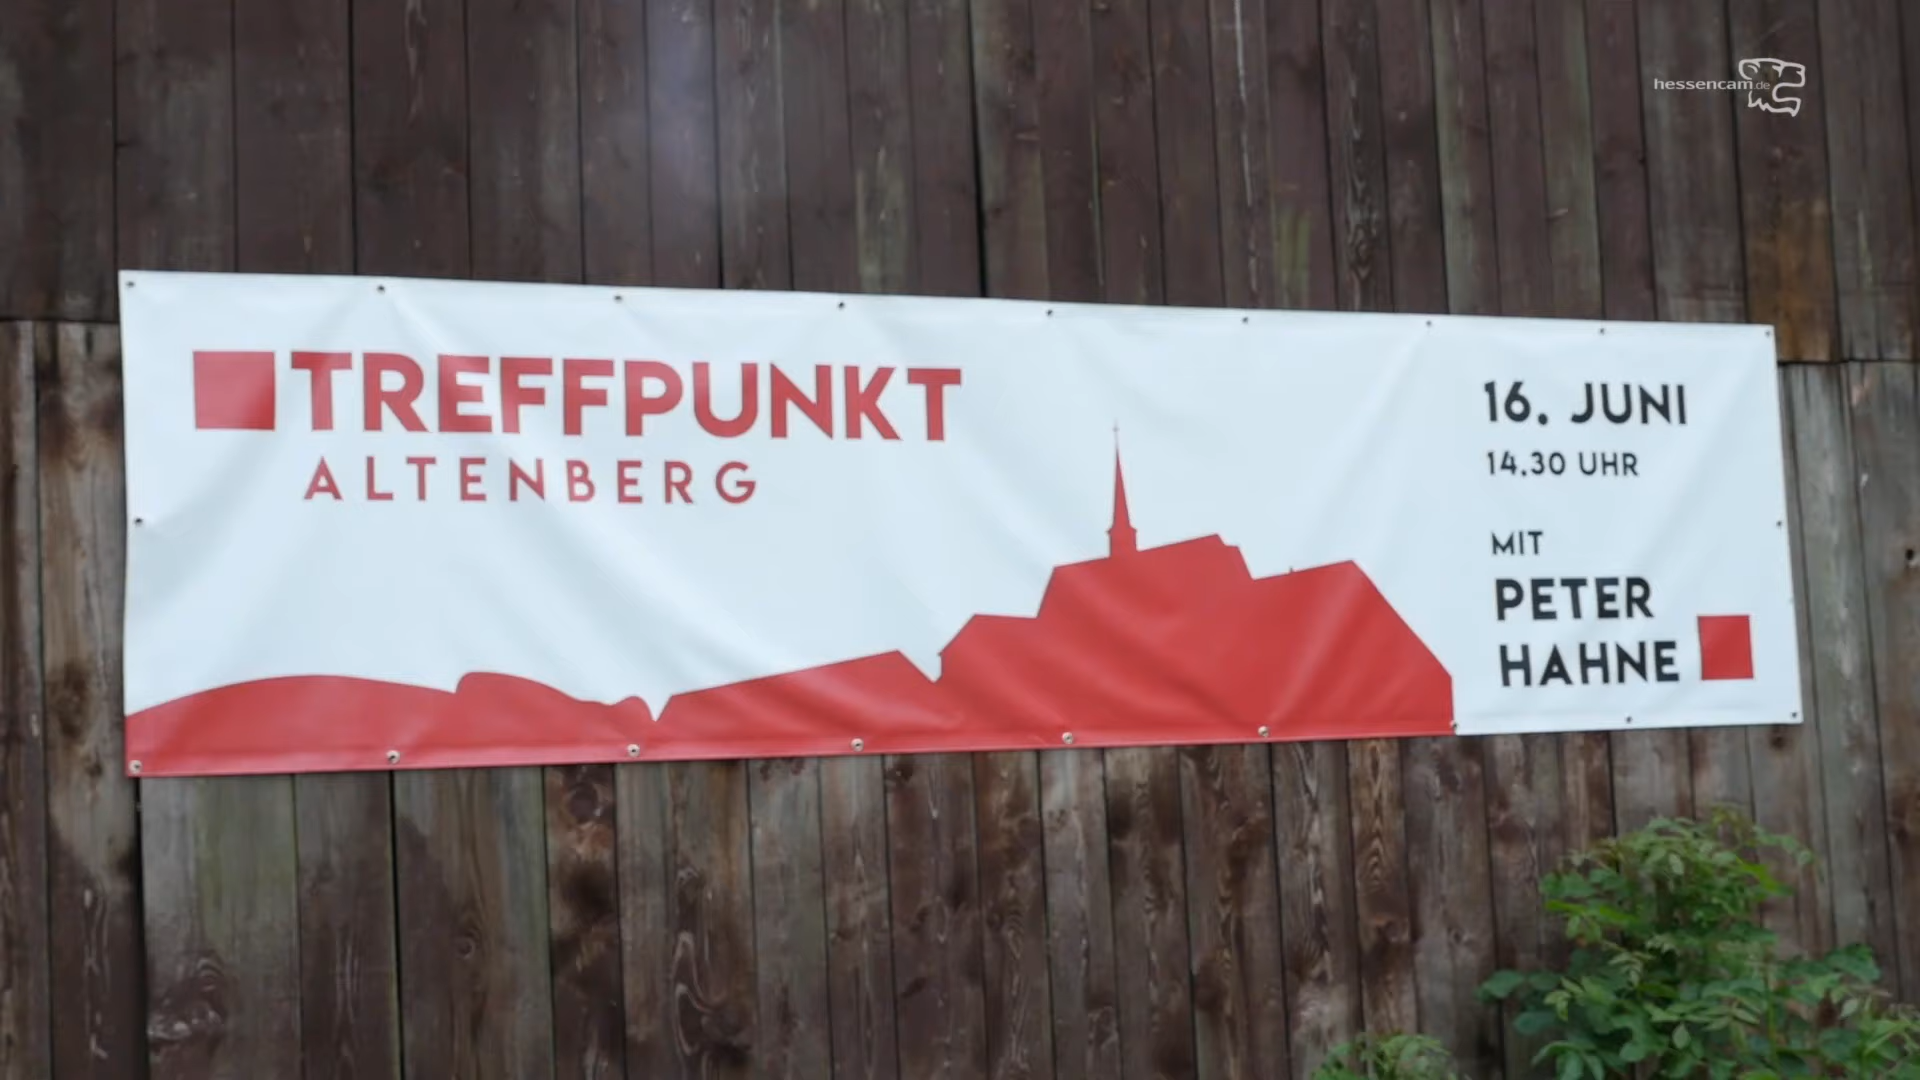 hessencam.de
TREFFPUNKT
ALTENBERG
16. JUNI
14.30 UHR
MIT
PETER
HAHNE